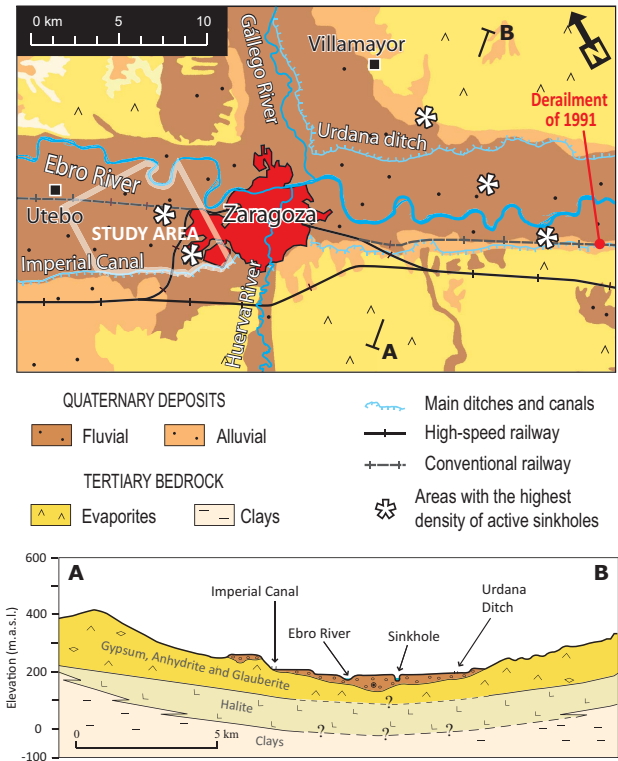 0 km 5 10
Gállego River
Villamayor
B
N
Derailment
of 1991
Urdana ditch
Ebro River
Utebo
Zaragoza
STUDY AREA
Imperial Canal
Huerva River
A
QUATERNARY DEPOSITS
Fluvial
Alluvial
TERTIARY BEDROCK
Evaporites
Clays
Main ditches and canals
High-speed railway
Conventional railway
Areas with the highest
density of active sinkholes
Elevation (m.a.s.l.)
600
400
200
0
-100
A
B
Imperial Canal
Urdana
Ditch
Ebro River
Sinkhole
Gypsum, Anhydrite and Glauberite
?
Halite
? ? ?
Clays
0 5 km